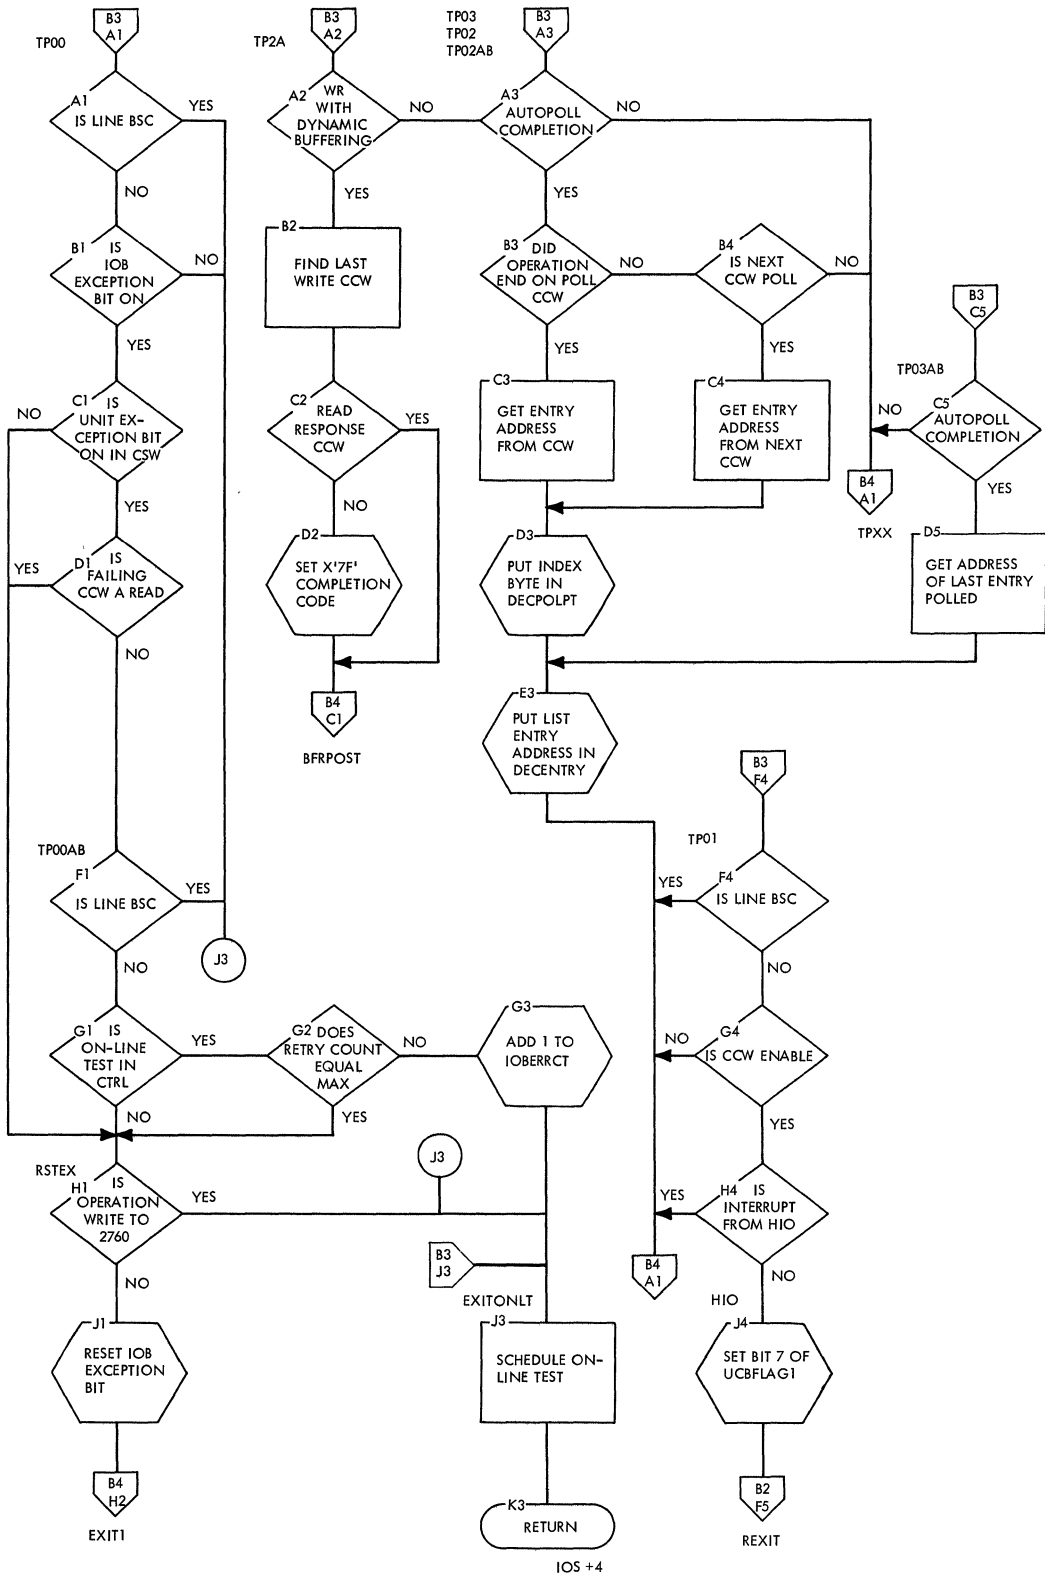 B3
A1
TP00
A1
IS LINE BSC
YES
NO
B1 IS
IOB
EXCEPTION
BIT ON
NO
YES
C1 IS
UNIT EX-
CEPTION BIT
ON IN CSW
NO
YES
D1 IS
FAILING
CCW A READ
YES
NO
TP00AB
F1
IS LINE BSC
YES
NO
J3
G1 IS
ON-LINE
TEST IN
CTRL
YES
NO
G2 DOES
RETRY COUNT
EQUAL
MAX
NO
YES
G3
ADD 1 TO
IOBERRCT
RSTEX
H1 IS
OPERATION
WRITE TO
2760
YES
NO
J1
RESET IOB
EXCEPTION
BIT
B4
H2
EXIT1
B3
A2
TP2A
A2 WR
WITH
DYNAMIC
BUFFERING
NO
YES
B2
FIND LAST
WRITE CCW
C2
READ
RESPONSE
CCW
YES
NO
D2
SET X'7F'
COMPLETION
CODE
B4
C1
BFRPOST
TP03
TP02
TP02AB
B3
A3
A3
AUTOPOLL
COMPLETION
NO
YES
B3 DID
OPERATION
END ON POLL
CCW
NO
YES
B4
IS NEXT
CCW POLL
NO
YES
C3
GET ENTRY
ADDRESS
FROM CCW
C4
GET ENTRY
ADDRESS
FROM NEXT
CCW
D3
PUT INDEX
BYTE IN
DECPOLPT
E3
PUT LIST
ENTRY
ADDRESS IN
DECENTRY
B3
C5
TP03AB
C5
AUTOPOLL
COMPLETION
NO
YES
B4
A1
TPXX
D5
GET ADDRESS
OF LAST ENTRY
POLLED
B3
F4
TP01
F4
IS LINE BSC
YES
NO
G4
IS CCW ENABLE
NO
YES
H4 IS
INTERRUPT
FROM HIO
YES
NO
B4
A1
HIO
J4
SET BIT 7 OF
UCBFLAG1
B2
F5
REXIT
J3
B3
J3
EXITONLT
J3
SCHEDULE ON-
LINE TEST
K3
RETURN
IOS +4